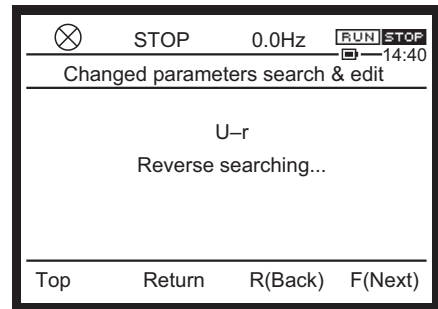 STOP 0.0Hz RUN STOP
14:40
Changed parameters search & edit
U–r
Reverse searching...
Top Return R(Back) F(Next)